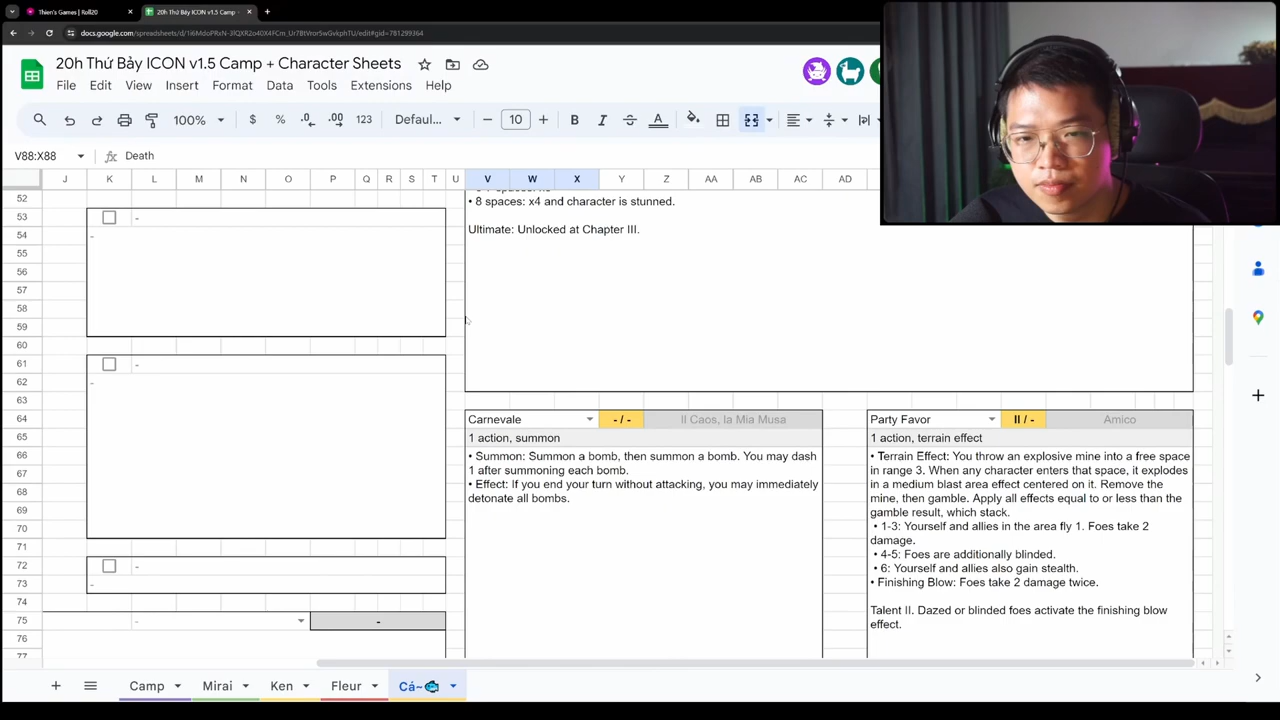 Thien's Games | Roll20
20h Thứ Bảy ICON v1.5 Camp
20h Thứ Bảy ICON v1.5 Camp + Character Sheets
File Edit View Insert Format Data Tools Extensions Help
100% $ % .0 .00 123 Defaul... 10
V88:X88 Death
J K L M N O P Q R S T U V W X Y Z AA AB AC AD
52
53 -
54 -
55
56
57
58
59
60
61 -
62 -
63
64
65
66
67
68
69
70
71
72 -
73 -
74
75 - -
76
77
• 8 spaces: x4 and character is stunned.
Ultimate: Unlocked at Chapter III.
Carnevale - / - Il Caos, la Mia Musa
1 action, summon
• Summon: Summon a bomb, then summon a bomb. You may dash
1 after summoning each bomb.
• Effect: If you end your turn without attacking, you may immediately
detonate all bombs.
Party Favor II / - Amico
1 action, terrain effect
• Terrain Effect: You throw an explosive mine into a free space
in range 3. When any character enters that space, it explodes
in a medium blast area effect centered on it. Remove the
mine, then gamble. Apply all effects equal to or less than the
gamble result, which stack.
• 1-3: Yourself and allies in the area fly 1. Foes take 2
damage.
• 4-5: Foes are additionally blinded.
• 6: Yourself and allies also gain stealth.
• Finishing Blow: Foes take 2 damage twice.
Talent II. Dazed or blinded foes activate the finishing blow
effect.
Camp Mirai Ken Fleur Cá~